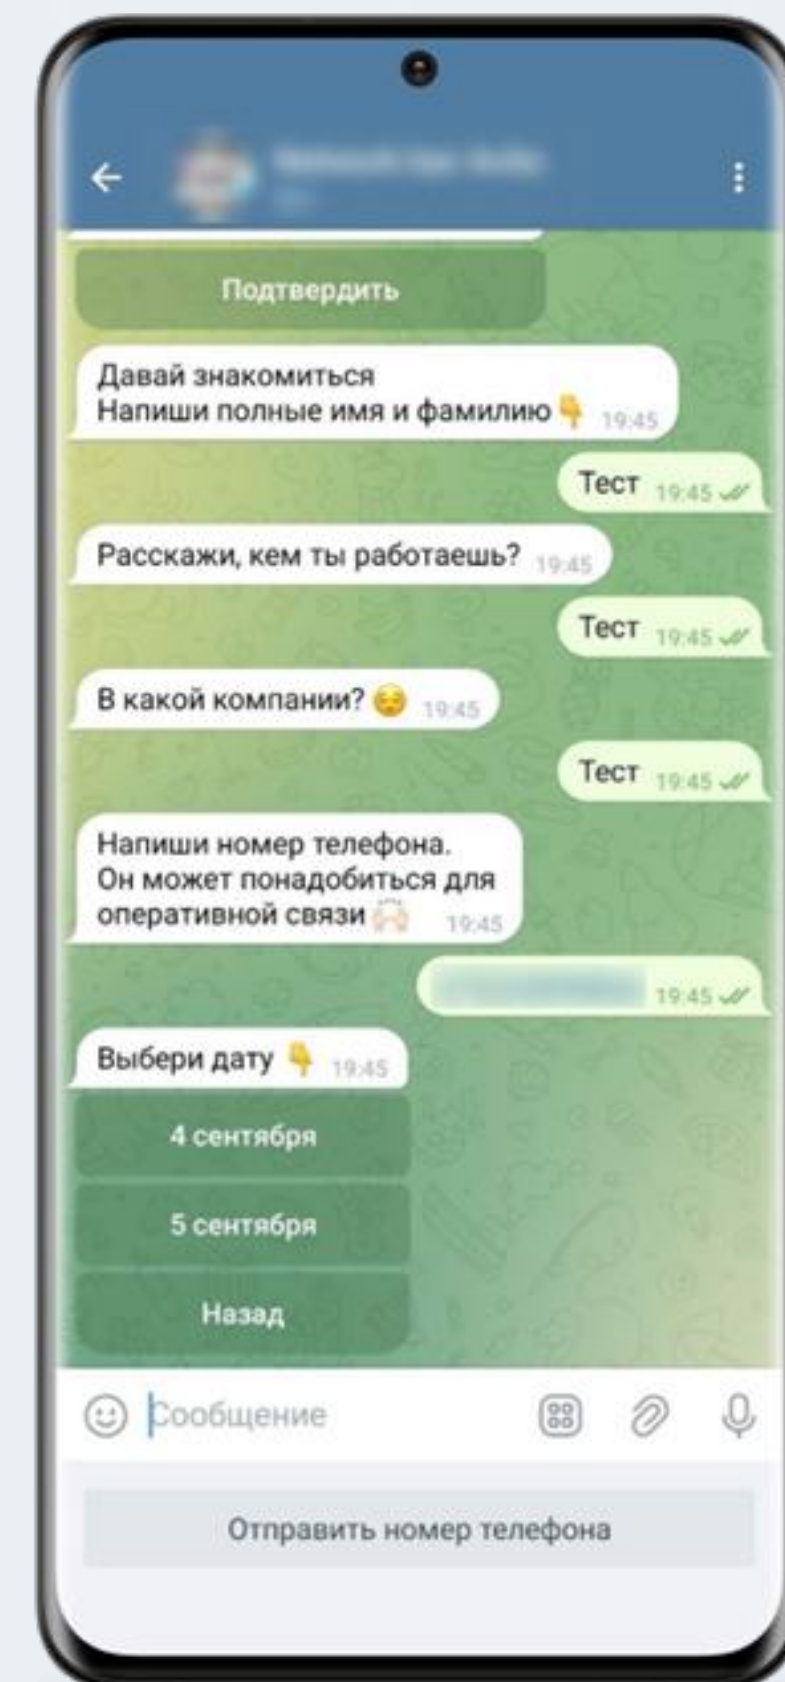 Подтвердить
Давай знакомиться
Напиши полные имя и фамилию👇 19:45
Тест 19:45
Расскажи, кем ты работаешь? 19:45
Тест 19:45
В какой компании? 😔 19:45
Тест 19:45
Напиши номер телефона.
Он может понадобиться для
оперативной связи 🙌🏻 19:45
19:45
Выбери дату 👇 19:45
4 сентября
5 сентября
Назад
Сообщение
Отправить номер телефона